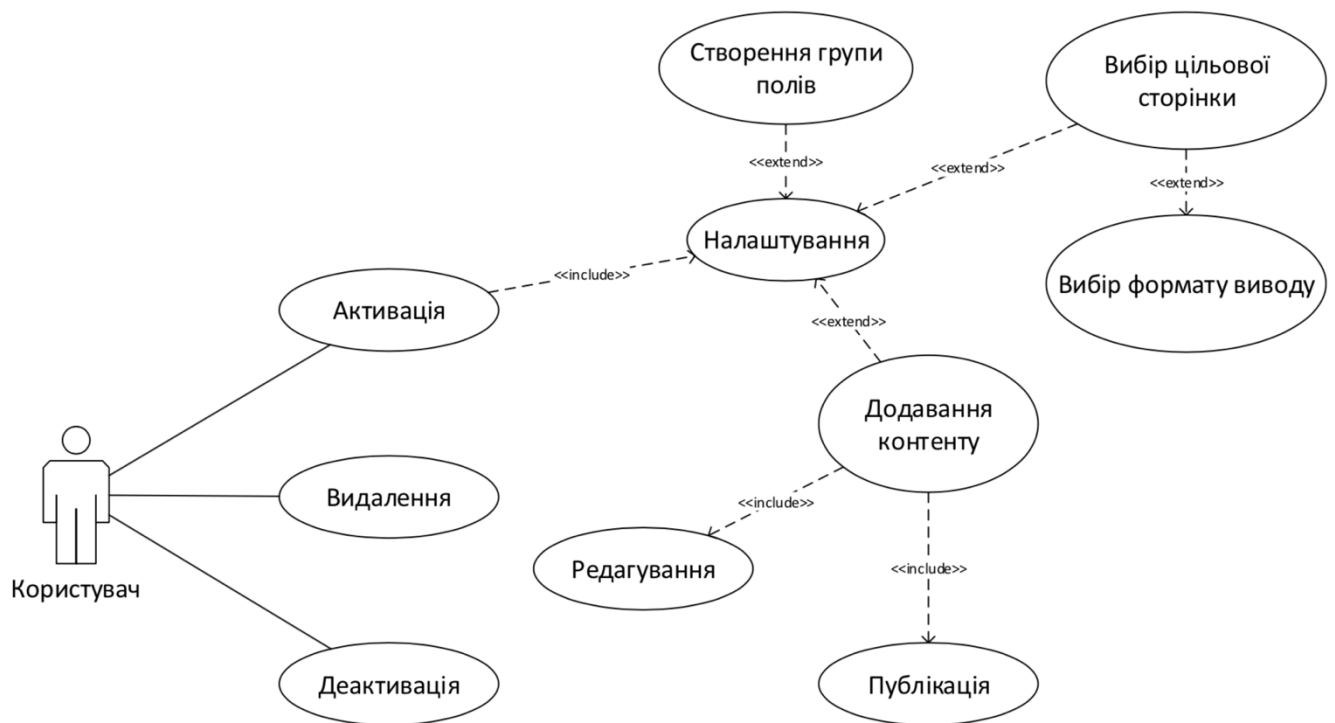 Створення групи
полів
Вибір цільової
сторінки
<<extend>>
<<extend>>
<<extend>>
Налаштування
<<include>>
Вибір формату виводу
Активація
<<extend>>
Додавання
контенту
Видалення
<<include>>
Редагування
<<include>>
Користувач
Деактивація
Публікація